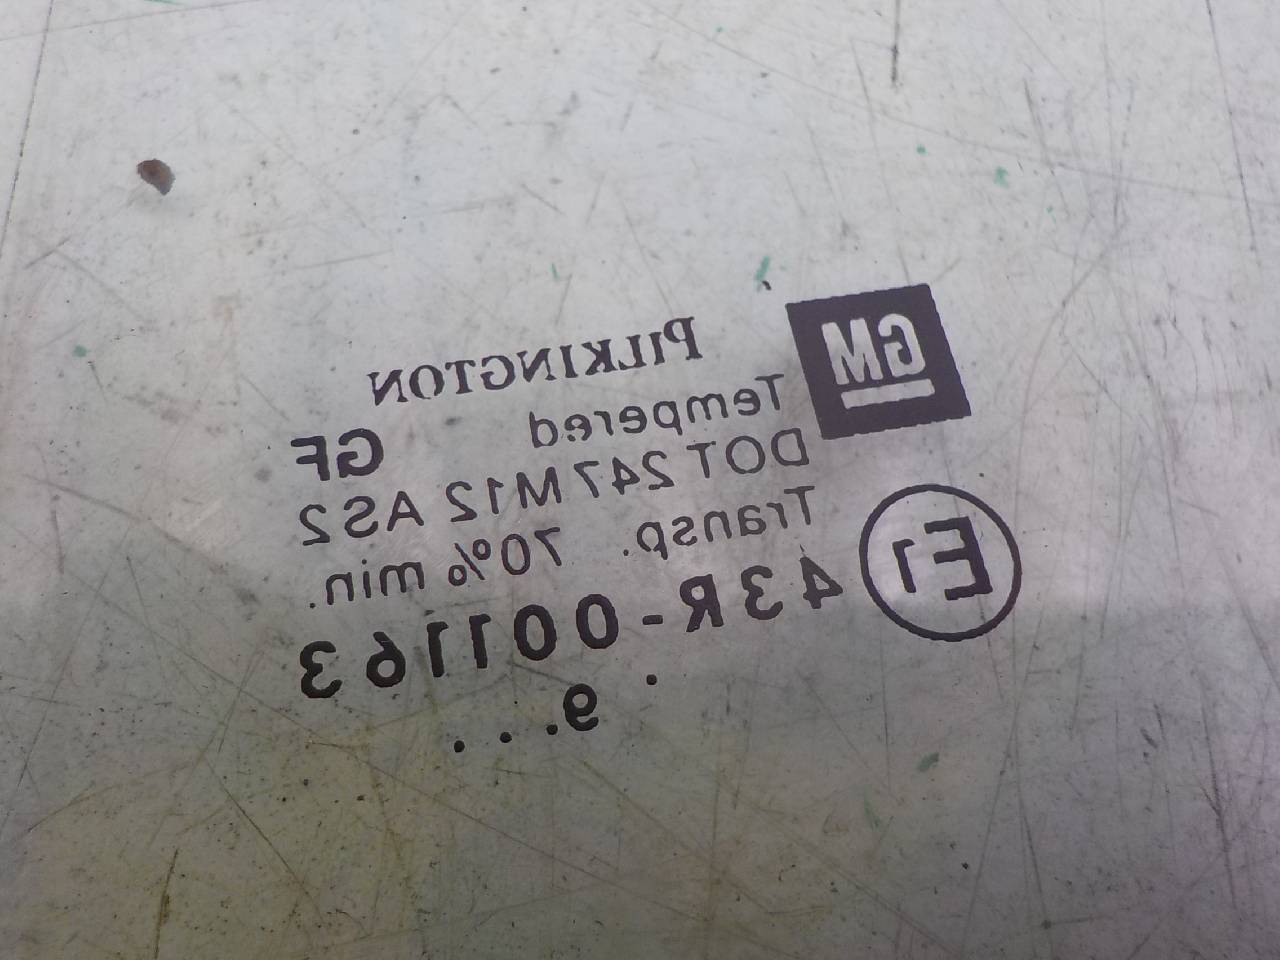 GM
PILKINGTON
Tempered GF
DOT 247 M12 AS2
Transp. 70% min.
E1 43R-001163
. 9...